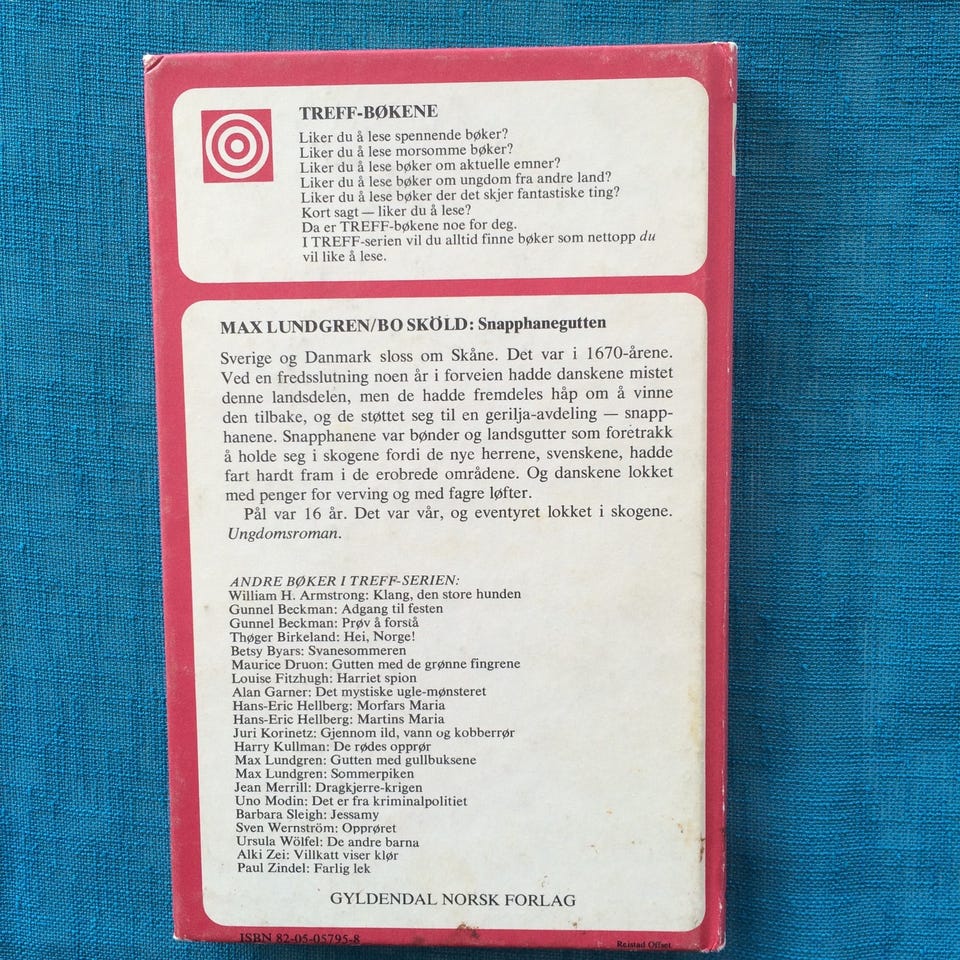 TREFF-BØKENE
Liker du å lese spennende bøker?
Liker du å lese morsomme bøker?
Liker du å lese bøker om aktuelle emner?
Liker du å lese bøker om ungdom fra andre land?
Liker du å lese bøker der det skjer fantastiske ting?
Kort sagt — liker du å lese?
Da er TREFF-bøkene noe for deg.
I TREFF-serien vil du alltid finne bøker som nettopp du
vil like å lese.
MAX LUNDGREN/BO SKÖLD: Snapphanegutten
Sverige og Danmark sloss om Skåne. Det var i 1670-årene.
Ved en fredsslutning noen år i forveien hadde danskene mistet
denne landsdelen, men de hadde fremdeles håp om å vinne
den tilbake, og de støttet seg til en gerilja-avdeling — snapp-
hanene. Snapphanene var bønder og landsgutter som foretrakk
å holde seg i skogene fordi de nye herrene, svenskene, hadde
fart hardt fram i de erobrede områdene. Og danskene lokket
med penger for verving og med fagre løfter.
Pål var 16 år. Det var vår, og eventyret lokket i skogene.
Ungdomsroman.
ANDRE BØKER I TREFF-SERIEN:
William H. Armstrong: Klang, den store hunden
Gunnel Beckman: Adgang til festen
Gunnel Beckman: Prøv å forstå
Thøger Birkeland: Hei, Norge!
Betsy Byars: Svanesommeren
Maurice Druon: Gutten med de grønne fingrene
Louise Fitzhugh: Harriet spion
Alan Garner: Det mystiske ugle-mønsteret
Hans-Eric Hellberg: Morfars Maria
Hans-Eric Hellberg: Martins Maria
Juri Korinetz: Gjennom ild, vann og kobberrør
Harry Kullman: De rødes opprør
Max Lundgren: Gutten med gullbuksene
Max Lundgren: Sommerpiken
Jean Merrill: Dragkjerre-krigen
Uno Modin: Det er fra kriminalpolitiet
Barbara Sleigh: Jessamy
Sven Wernström: Opprøret
Ursula Wölfel: De andre barna
Alki Zei: Villkatt viser klør
Paul Zindel: Farlig lek
GYLDENDAL NORSK FORLAG
ISBN 82-05-05795-8
Reistad Offset